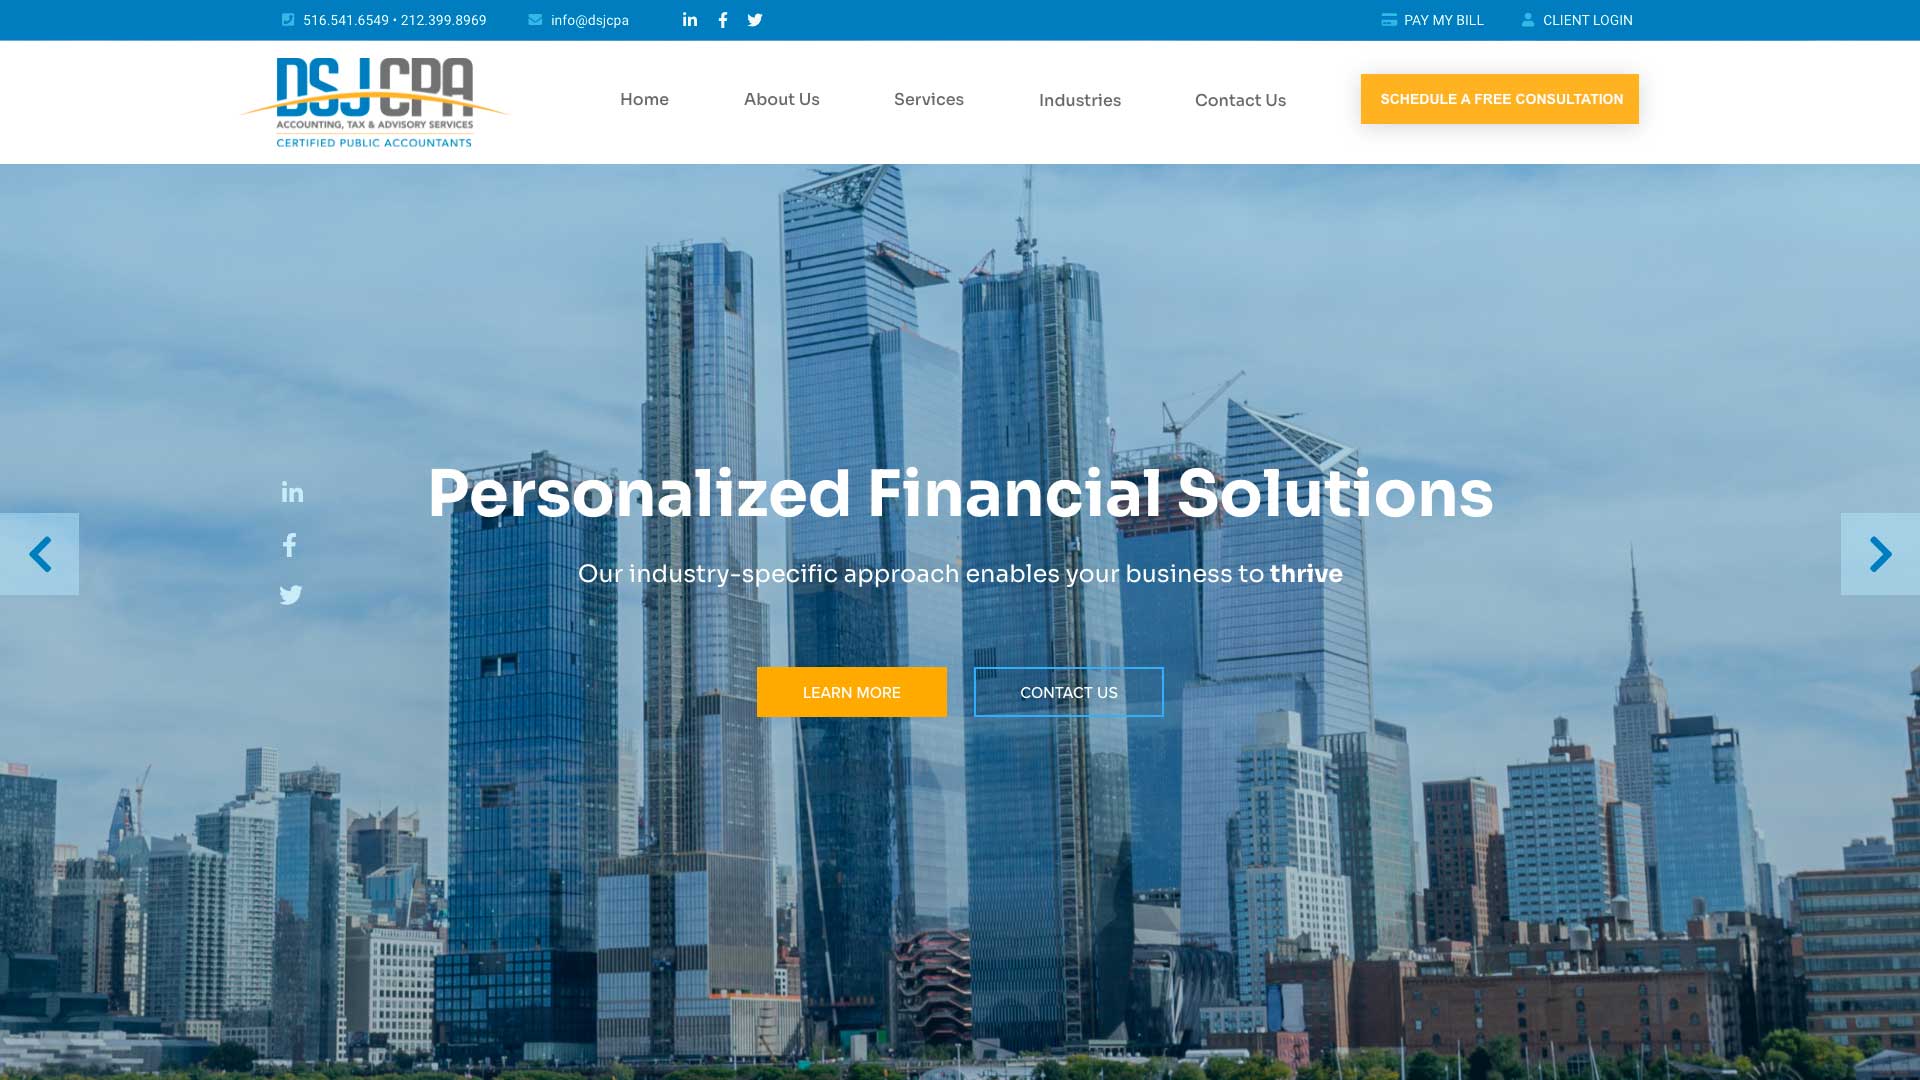 516.541.6549 • 212.399.8969
info@dsjcpa
PAY MY BILL
CLIENT LOGIN
DSJCPA
ACCOUNTING, TAX & ADVISORY SERVICES
CERTIFIED PUBLIC ACCOUNTANTS
Home
About Us
Services
Industries
Contact Us
SCHEDULE A FREE CONSULTATION
Personalized Financial Solutions
Our industry-specific approach enables your business to thrive
LEARN MORE
CONTACT US